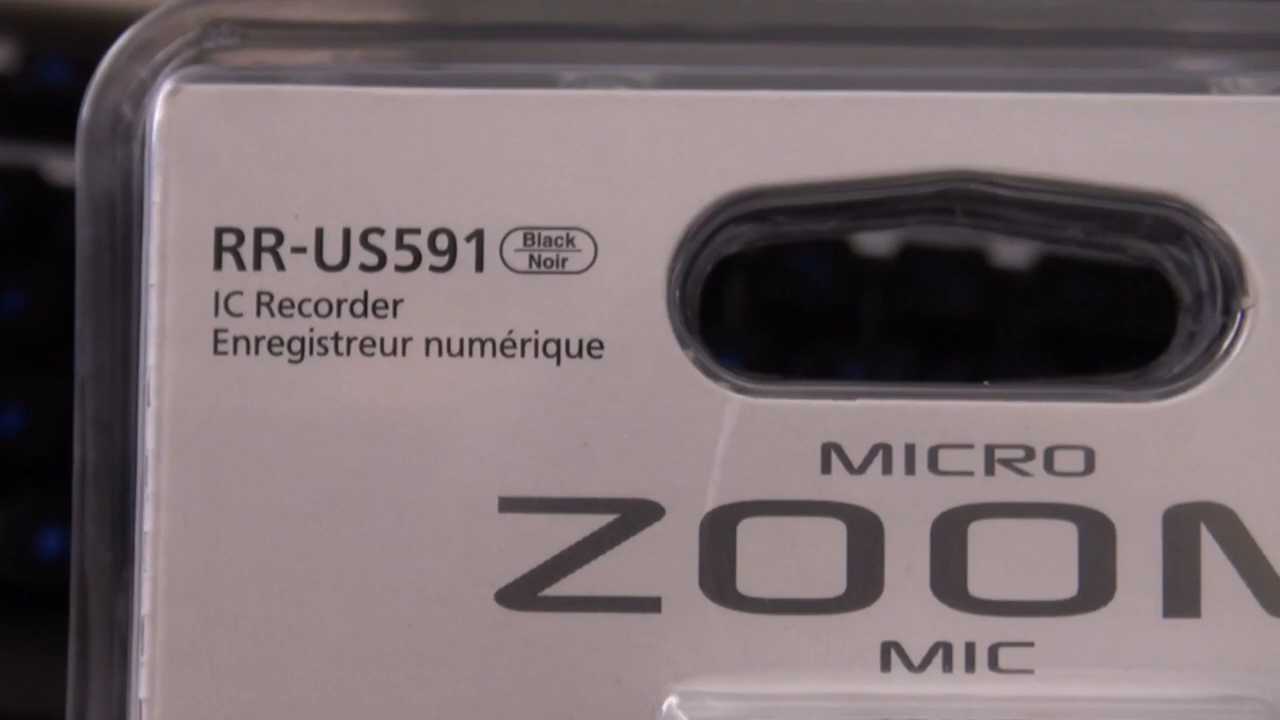 RR-US591 Black
Noir
IC Recorder
Enregistreur numérique
MICRO
ZOOM
MIC